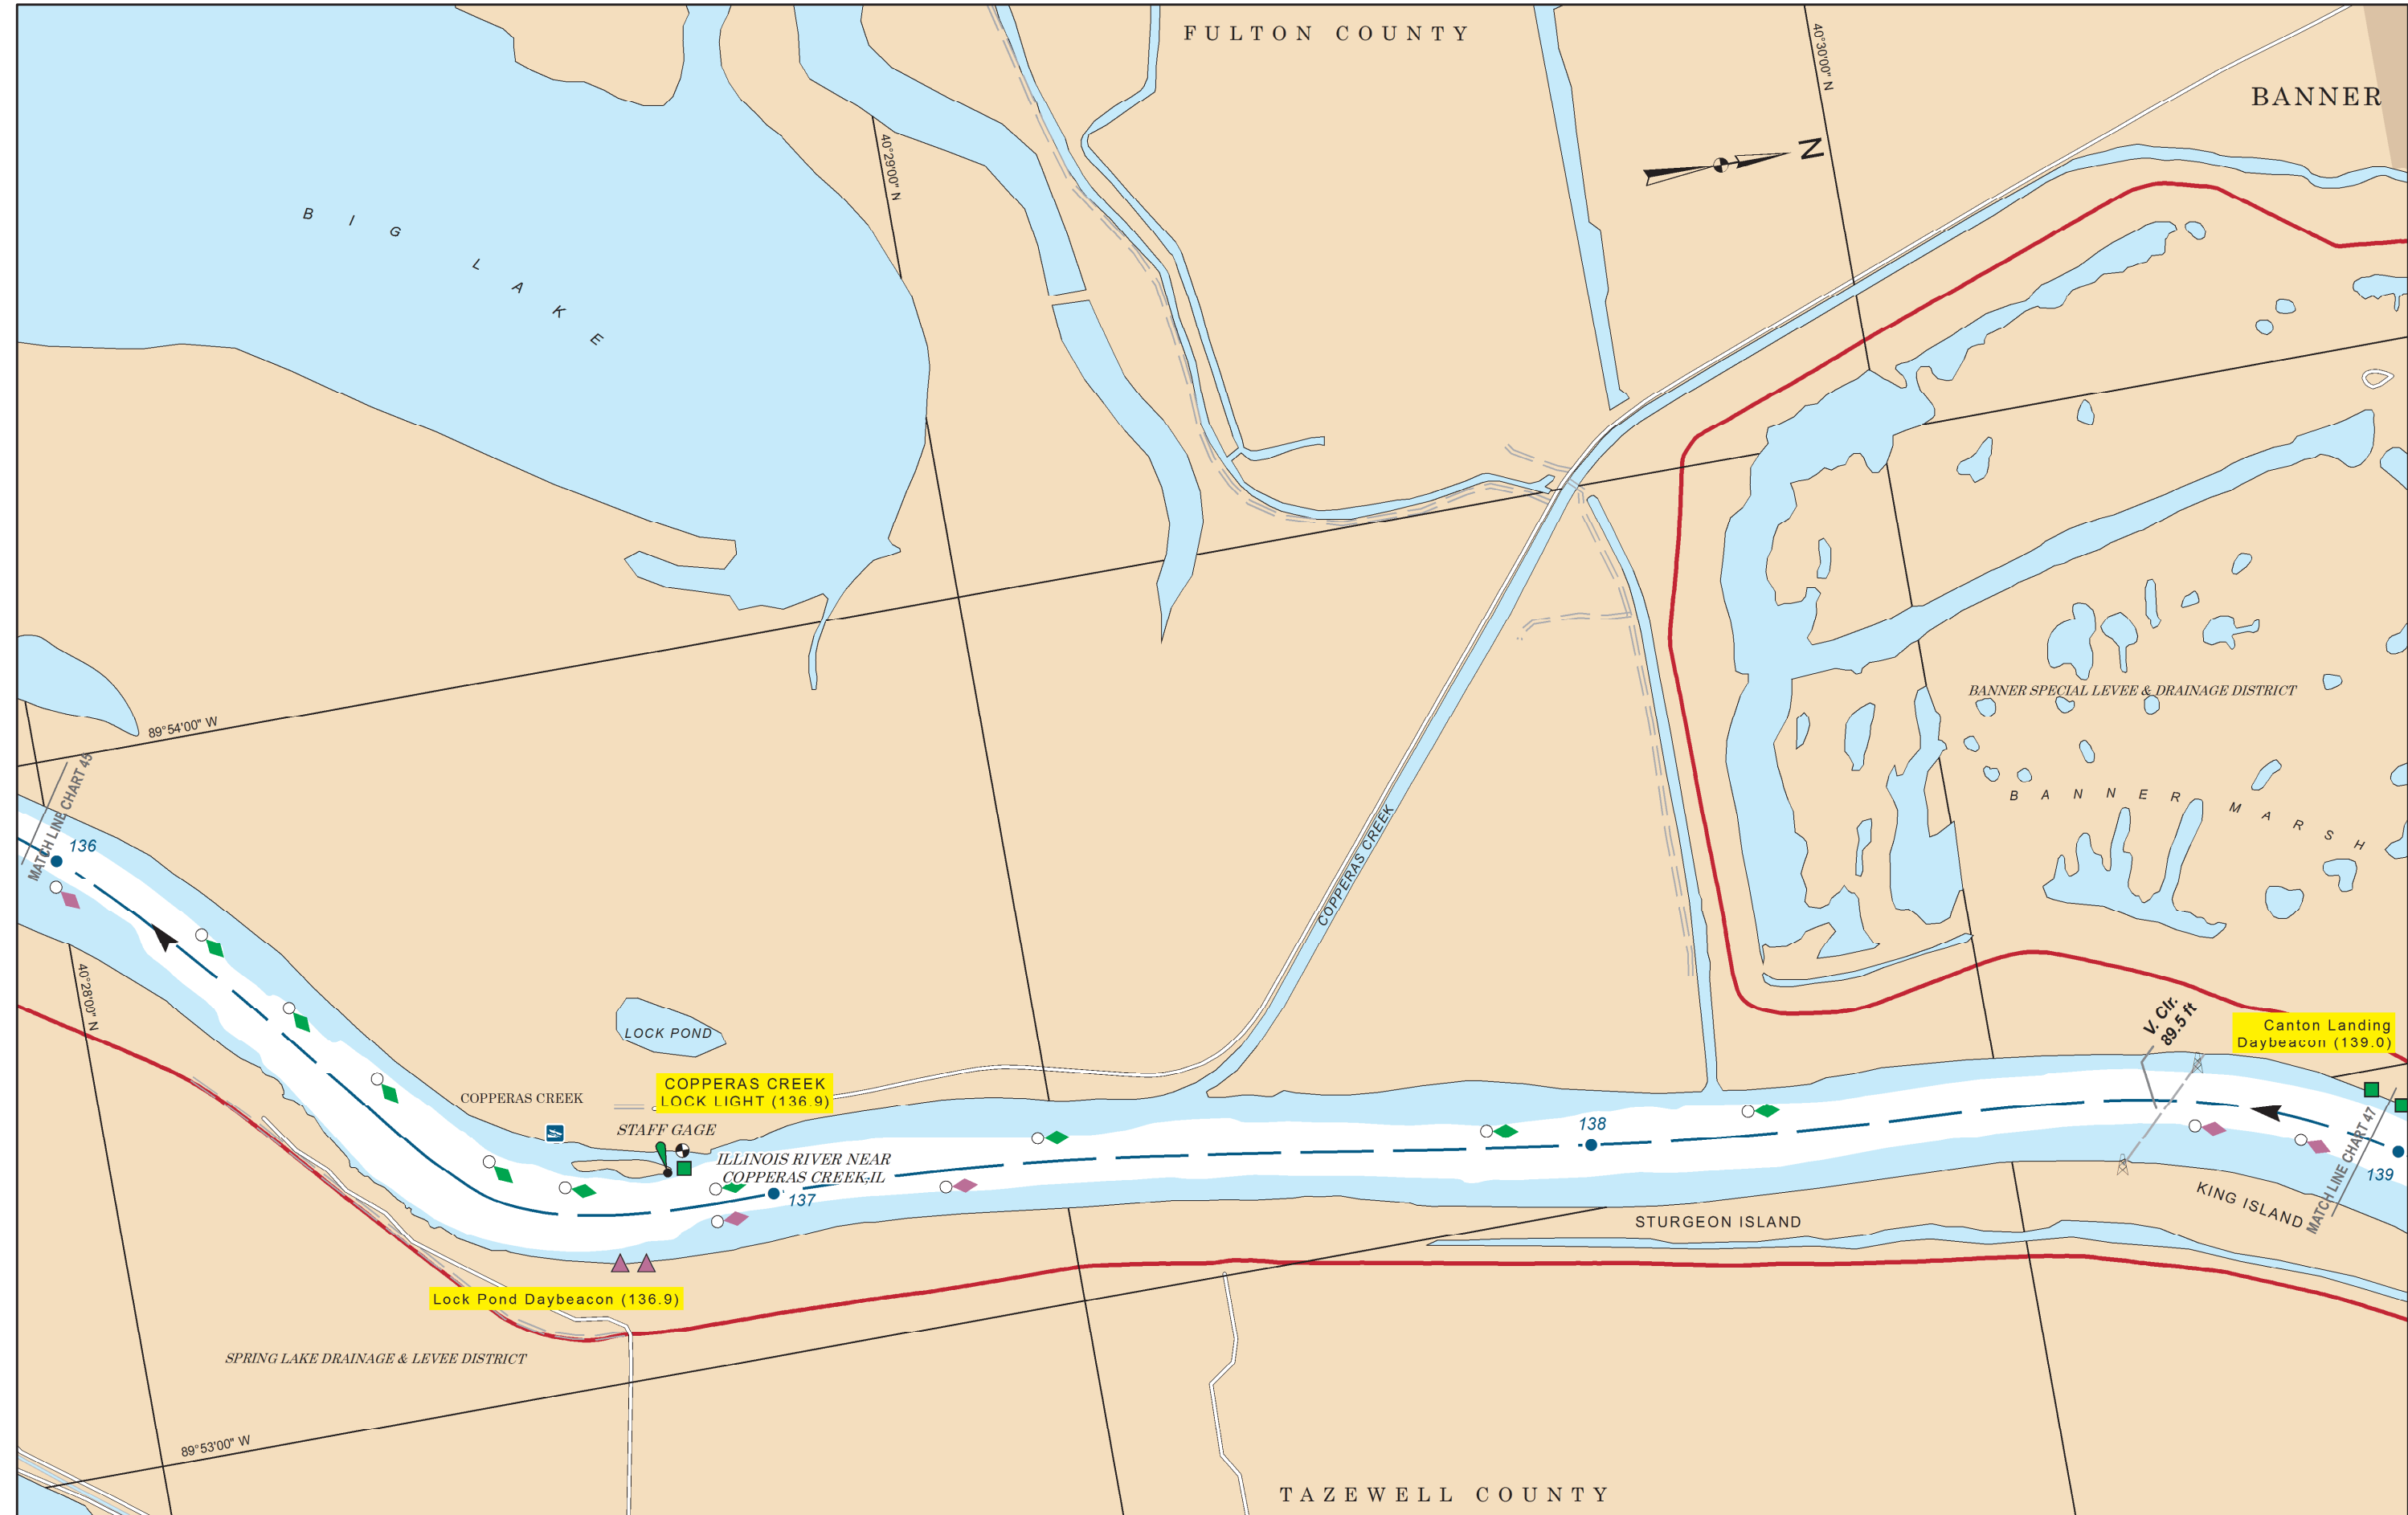 FULTON COUNTY
40°30'00" N
BANNER
N
40°29'00" N
BIG LAKE
BANNER SPECIAL LEVEE & DRAINAGE DISTRICT
89°54'00" W
MATCH LINE CHART 45
BANNER MARSH
136
COPPERAS CREEK
40°28'00" N
LOCK POND
V. Clr.
89.5 ft
Canton Landing
Daybeacon (139.0)
COPPERAS CREEK
COPPERAS CREEK
LOCK LIGHT (136.9)
STAFF GAGE
138
ILLINOIS RIVER NEAR
COPPERAS CREEK,IL
137
MATCH LINE CHART 47
139
KING ISLAND
STURGEON ISLAND
Lock Pond Daybeacon (136.9)
SPRING LAKE DRAINAGE & LEVEE DISTRICT
89°53'00" W
TAZEWELL COUNTY